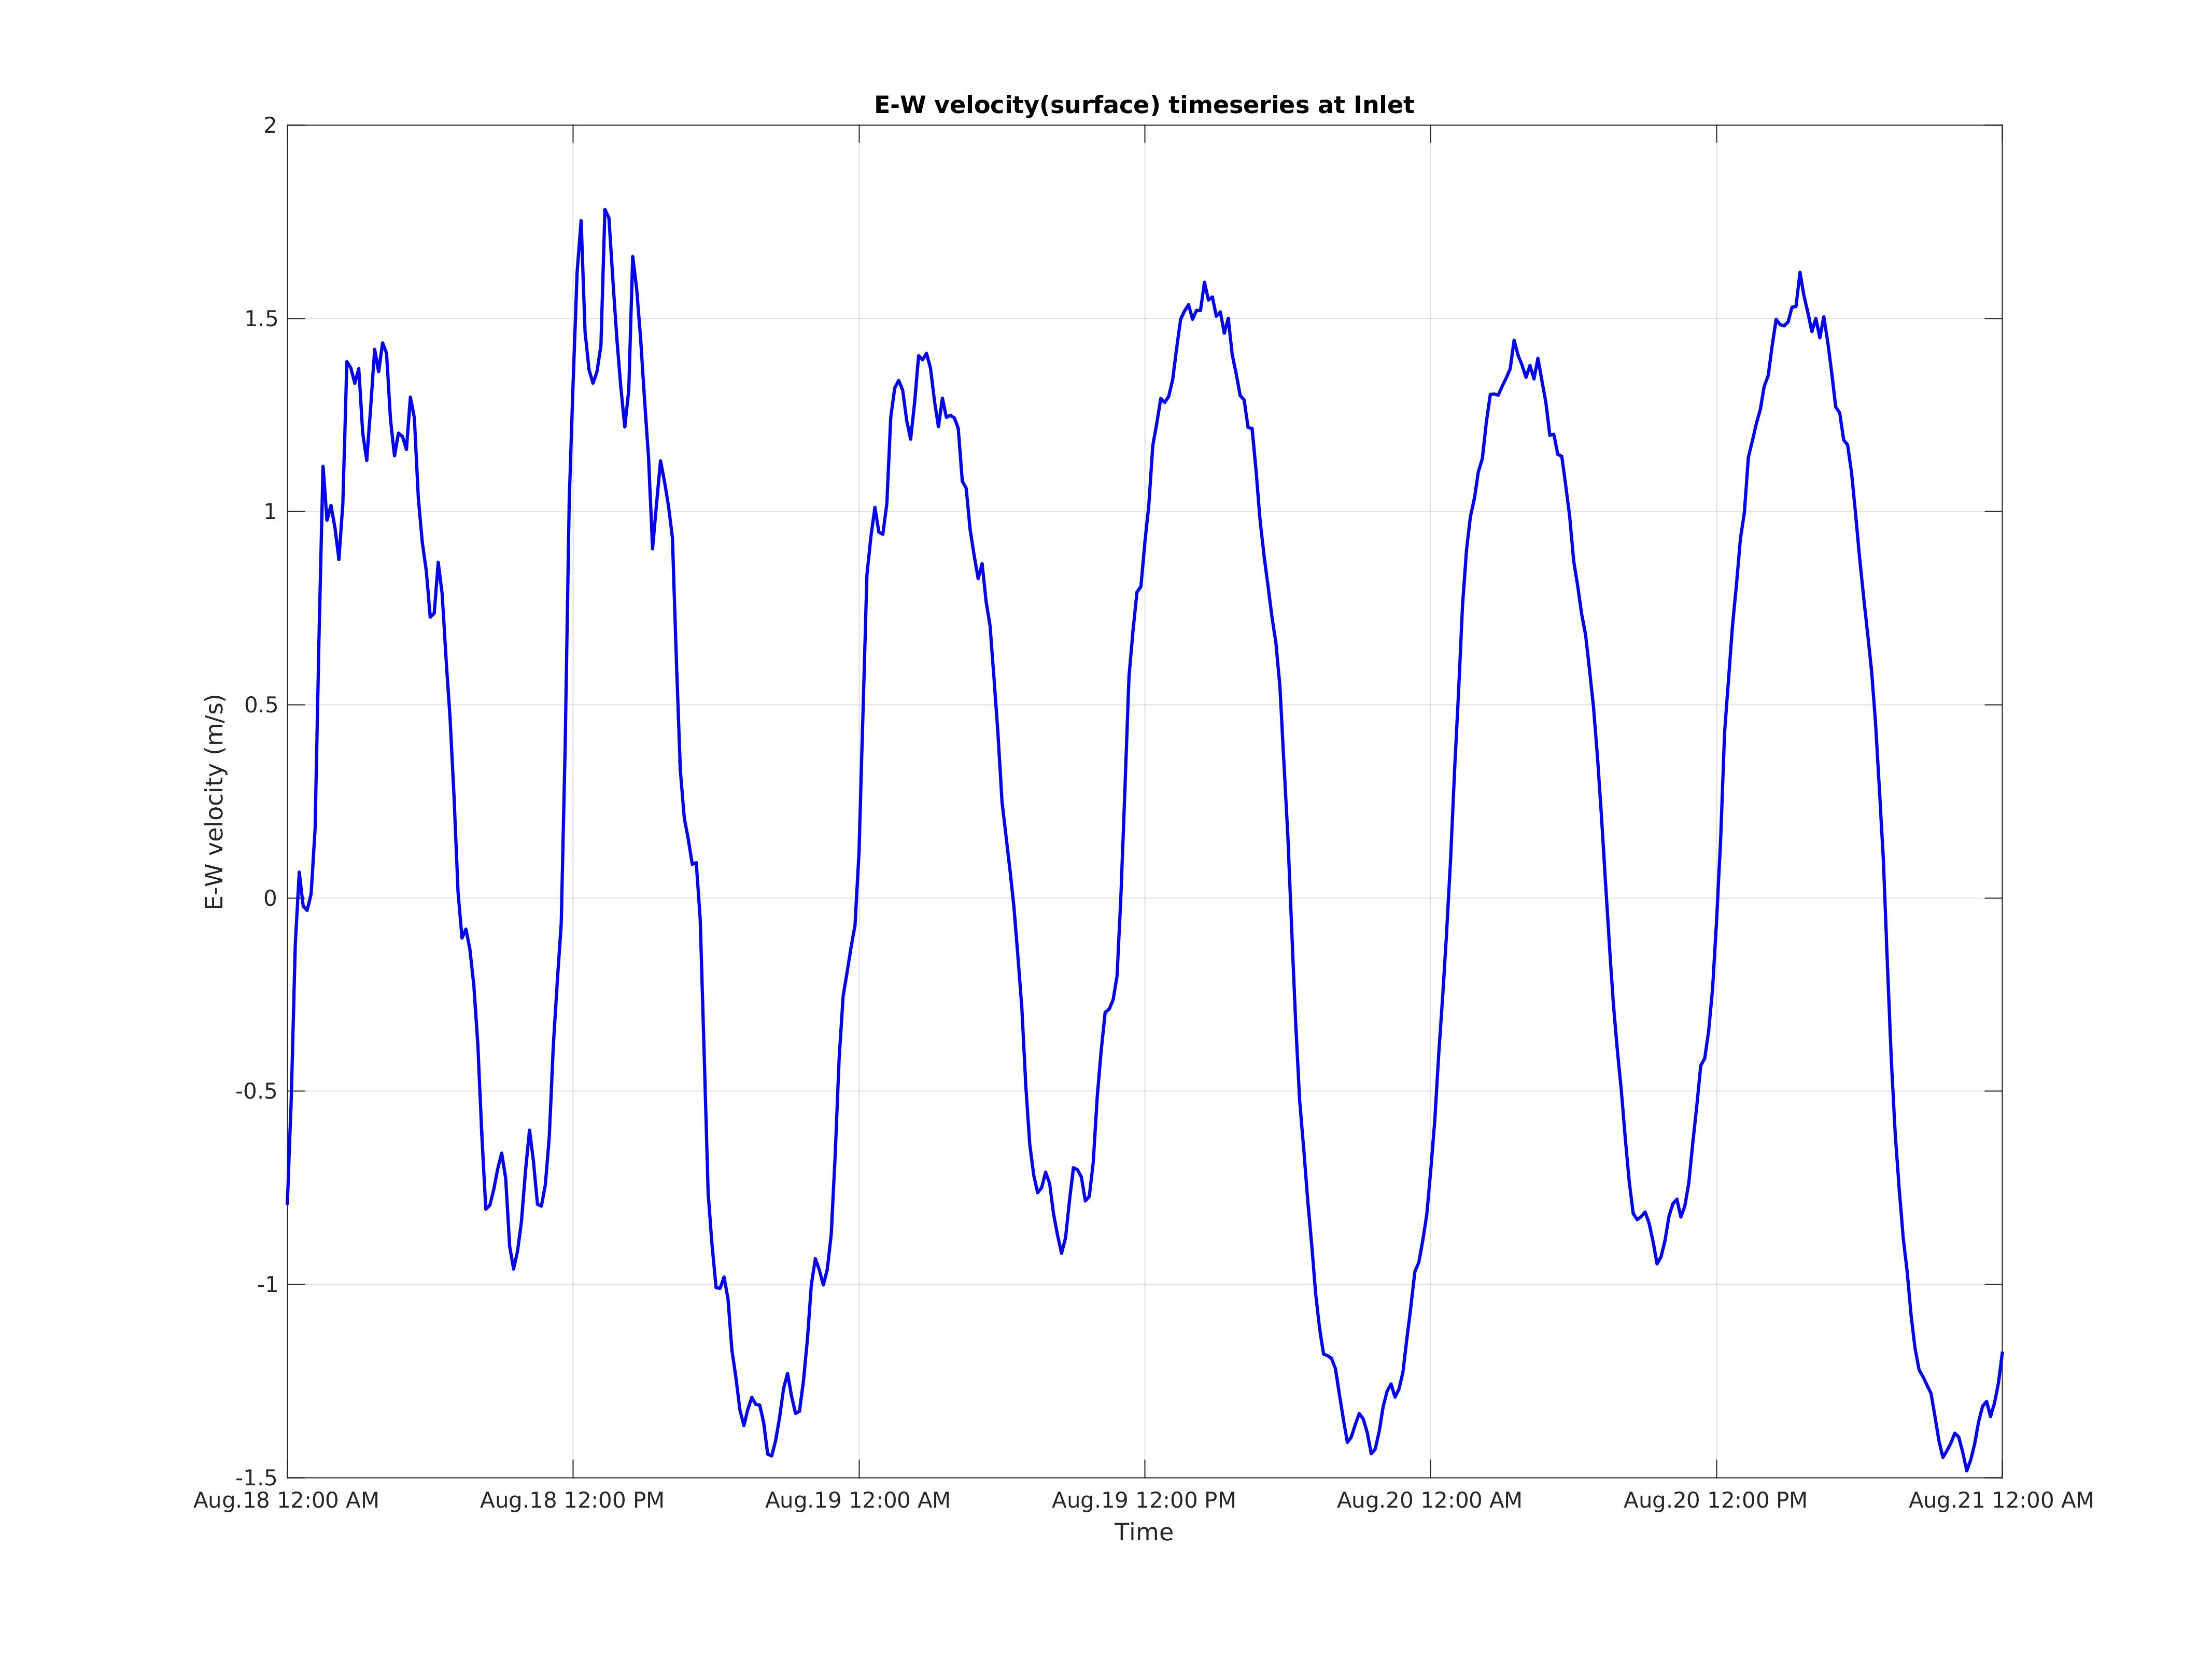 E-W velocity(surface) timeseries at Inlet
2
1.5
1
0.5
0
-0.5
-1
-1.5
E-W velocity (m/s)
Aug.18 12:00 AM Aug.18 12:00 PM Aug.19 12:00 AM Aug.19 12:00 PM Aug.20 12:00 AM Aug.20 12:00 PM Aug.21 12:00 AM
Time